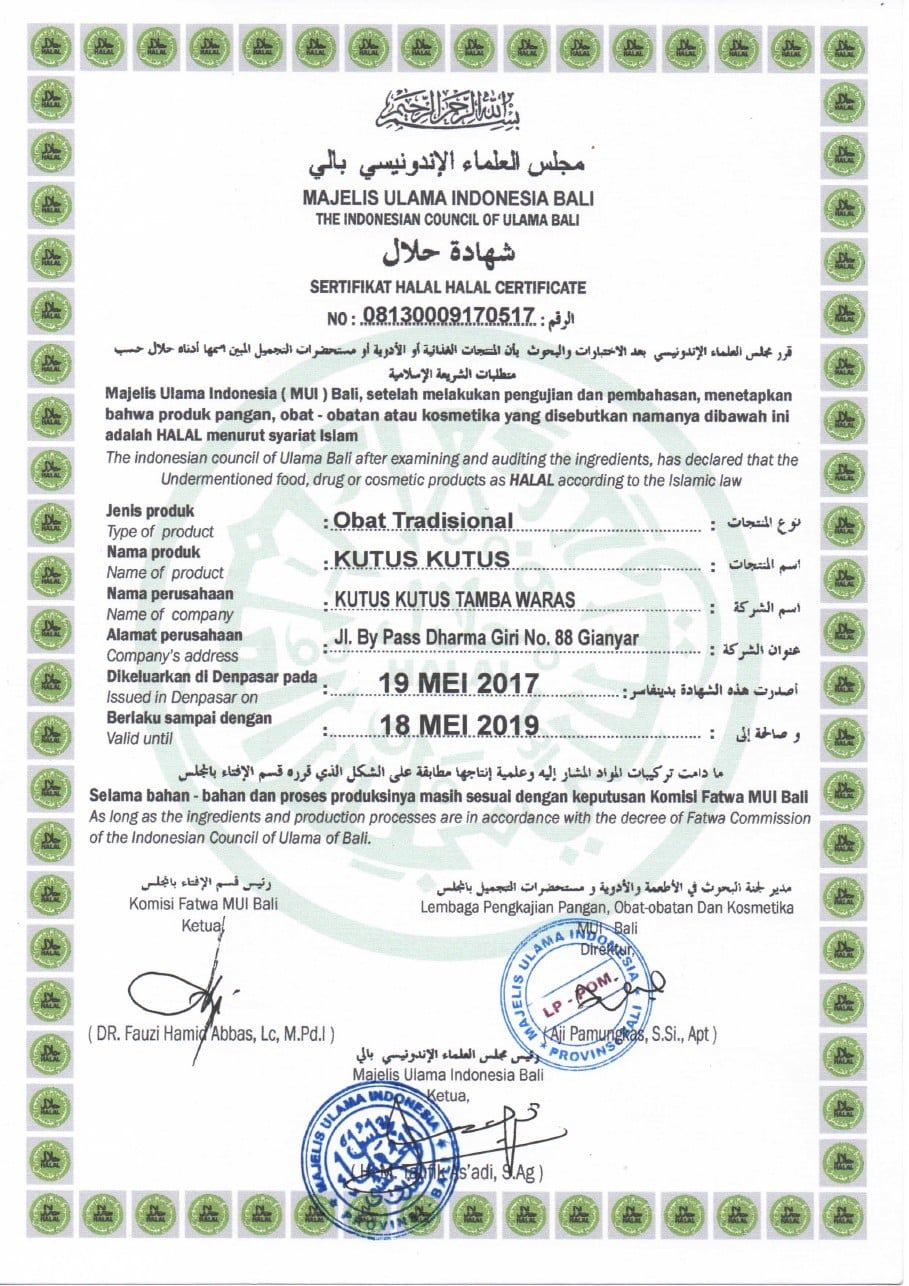 بسم الله الرحمن الرحيم
مجلس العلماء الإندونيسي بالي
MAJELIS ULAMA INDONESIA BALI
THE INDONESIAN COUNCIL OF ULAMA BALI
شهادة حلال
SERTIFIKAT HALAL HALAL CERTIFICATE
NO : 08130009170517 الرقم :
قرر مجلس العلماء الإندونيسي بعد الاختبارات والبحوث بأن المنتجات الغذائية أو الأدوية أو مستحضرات التجميل المبين اسمها أدناه حلال حسب
متطلبات الشريعة الإسلامية
Majelis Ulama Indonesia ( MUI ) Bali, setelah melakukan pengujian dan pembahasan, menetapkan
bahwa produk pangan, obat - obatan atau kosmetika yang disebutkan namanya dibawah ini
adalah HALAL menurut syariat Islam
The indonesian council of Ulama Bali after examining and auditing the ingredients, has declared that the
Undermentioned food, drug or cosmetic products as HALAL according to the Islamic law
Jenis produk
Type of product
: Obat Tradisional : نوع المنتجات
Nama produk
Name of product
: KUTUS KUTUS : اسم المنتجات
Nama perusahaan
Name of company
: KUTUS KUTUS TAMBA WARAS : اسم الشركة
Alamat perusahaan
Company's address
: Jl. By Pass Dharma Giri No. 88 Gianyar : عنوان الشركة
Dikeluarkan di Denpasar pada
Issued in Denpasar on
: 19 MEI 2017 أصدرت هذه الشهادة بدينفاسر :
Berlaku sampai dengan
Valid until
: 18 MEI 2019 : و صالحة إلى
ما دامت تركيبات المواد المشار إليه وعلمية إنتاجها مطابقة على الشكل الذي قرره قسم الإفتاء بالمجلس
Selama bahan - bahan dan proses produksinya masih sesuai dengan keputusan Komisi Fatwa MUI Bali
As long as the ingredients and production processes are in accordance with the decree of Fatwa Commission
of the Indonesian Council of Ulama of Bali.
رئيس قسم الإفتاء بالمجلس
Komisi Fatwa MUI Bali
Ketua,
( DR. Fauzi Hamid Abbas, Lc, M.Pd.I )
مدير لجنة البحوث في الأطعمة والأدوية و مستحضرات التجميل بالمجلس
Lembaga Pengkajian Pangan, Obat-obatan Dan Kosmetika
MUI Bali
Direktur,
MAJELIS ULAMA INDONESIA
LP - POM.
PROVINSI BALI
(Aji Pamungkas, S.Si., Apt )
رئيس مجلس العلماء الإندونيسي بالي
Majelis Ulama Indonesia Bali
Ketua,
MAJELIS ULAMA INDONESIA
PROVINSI BALI
( H. M. Taufik As'adi, S.Ag )